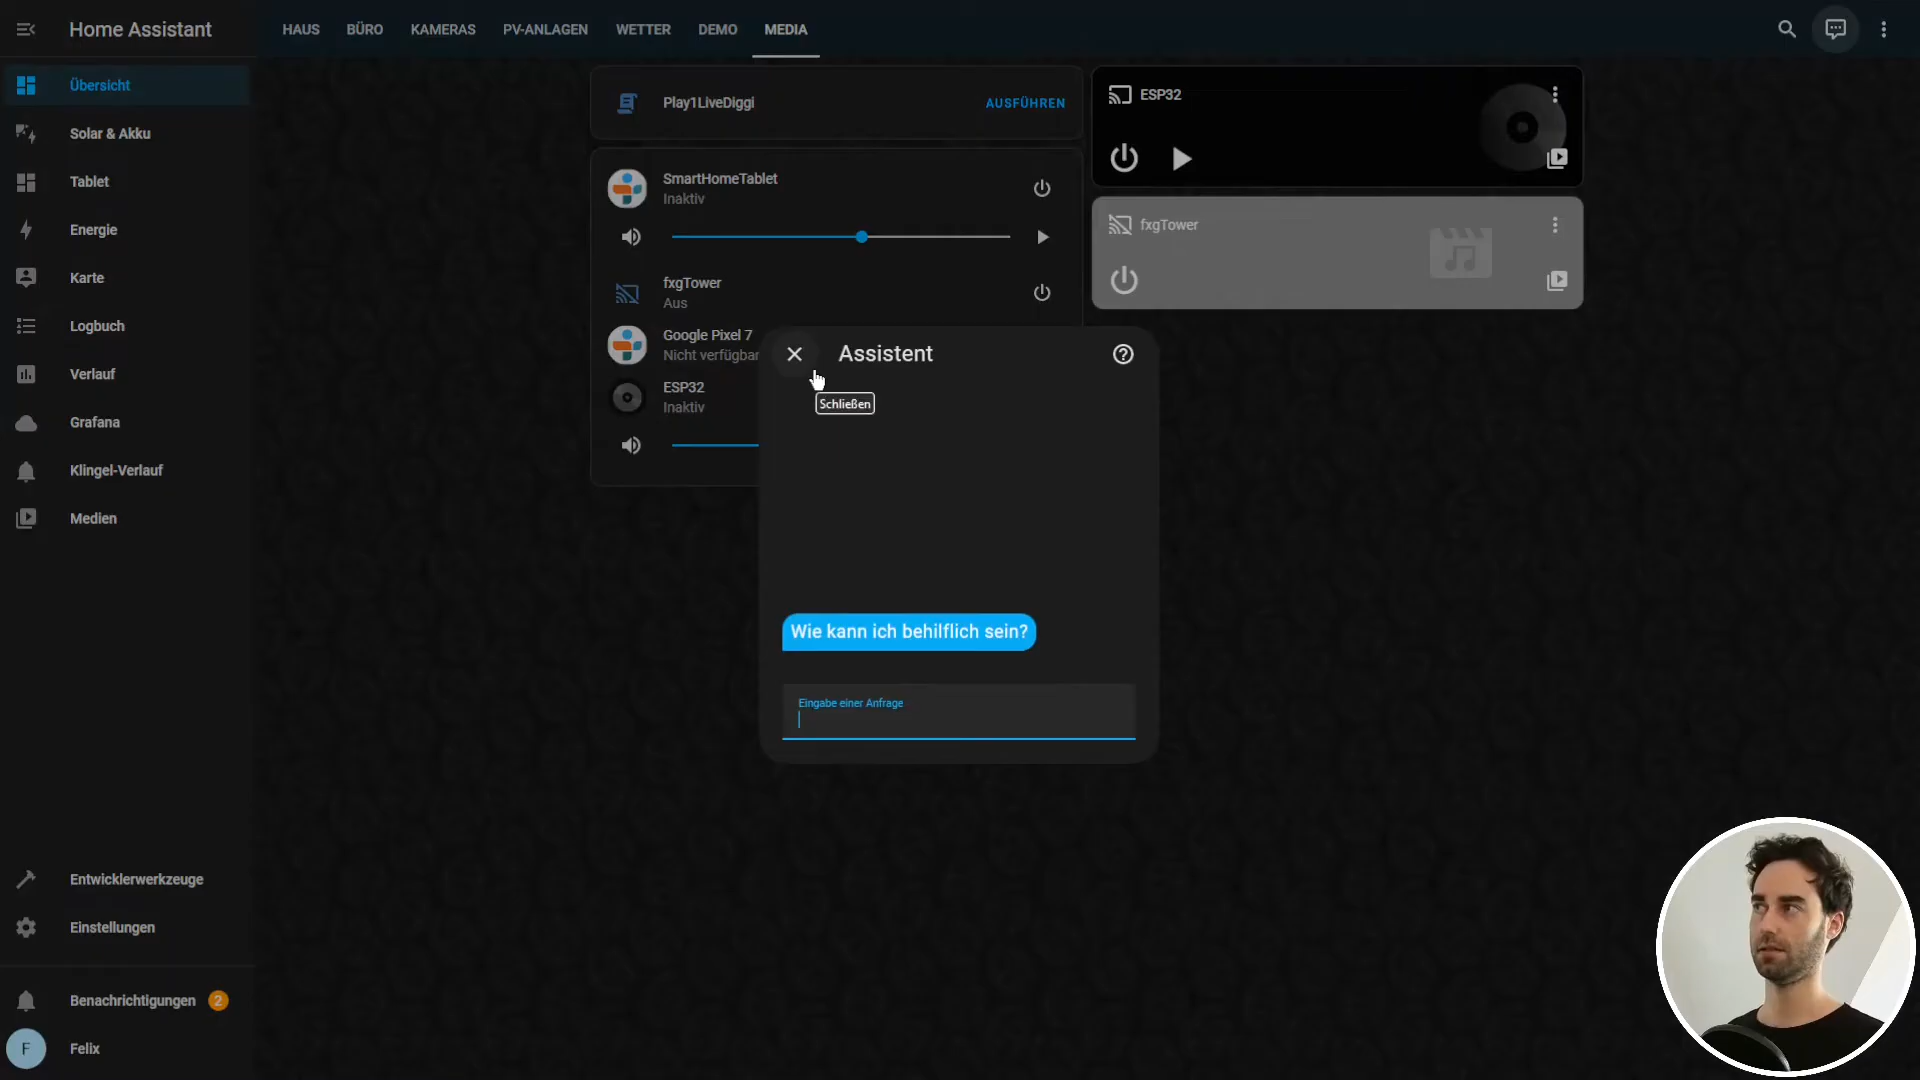 Home Assistant
HAUS
BÜRO
KAMERAS
PV-ANLAGEN
WETTER
DEMO
MEDIA
Übersicht
Solar & Akku
Tablet
Energie
Karte
Logbuch
Verlauf
Grafana
Klingel-Verlauf
Medien
Entwicklerwerkzeuge
Einstellungen
Benachrichtigungen 2
F Felix
Play1LiveDiggi
AUSFÜHREN
SmartHomeTablet
Inaktiv
fxgTower
Aus
Google Pixel 7
Nicht verfügbar
ESP32
Inaktiv
ESP32
fxgTower
Assistent
Schließen
Wie kann ich behilflich sein?
Eingabe einer Anfrage